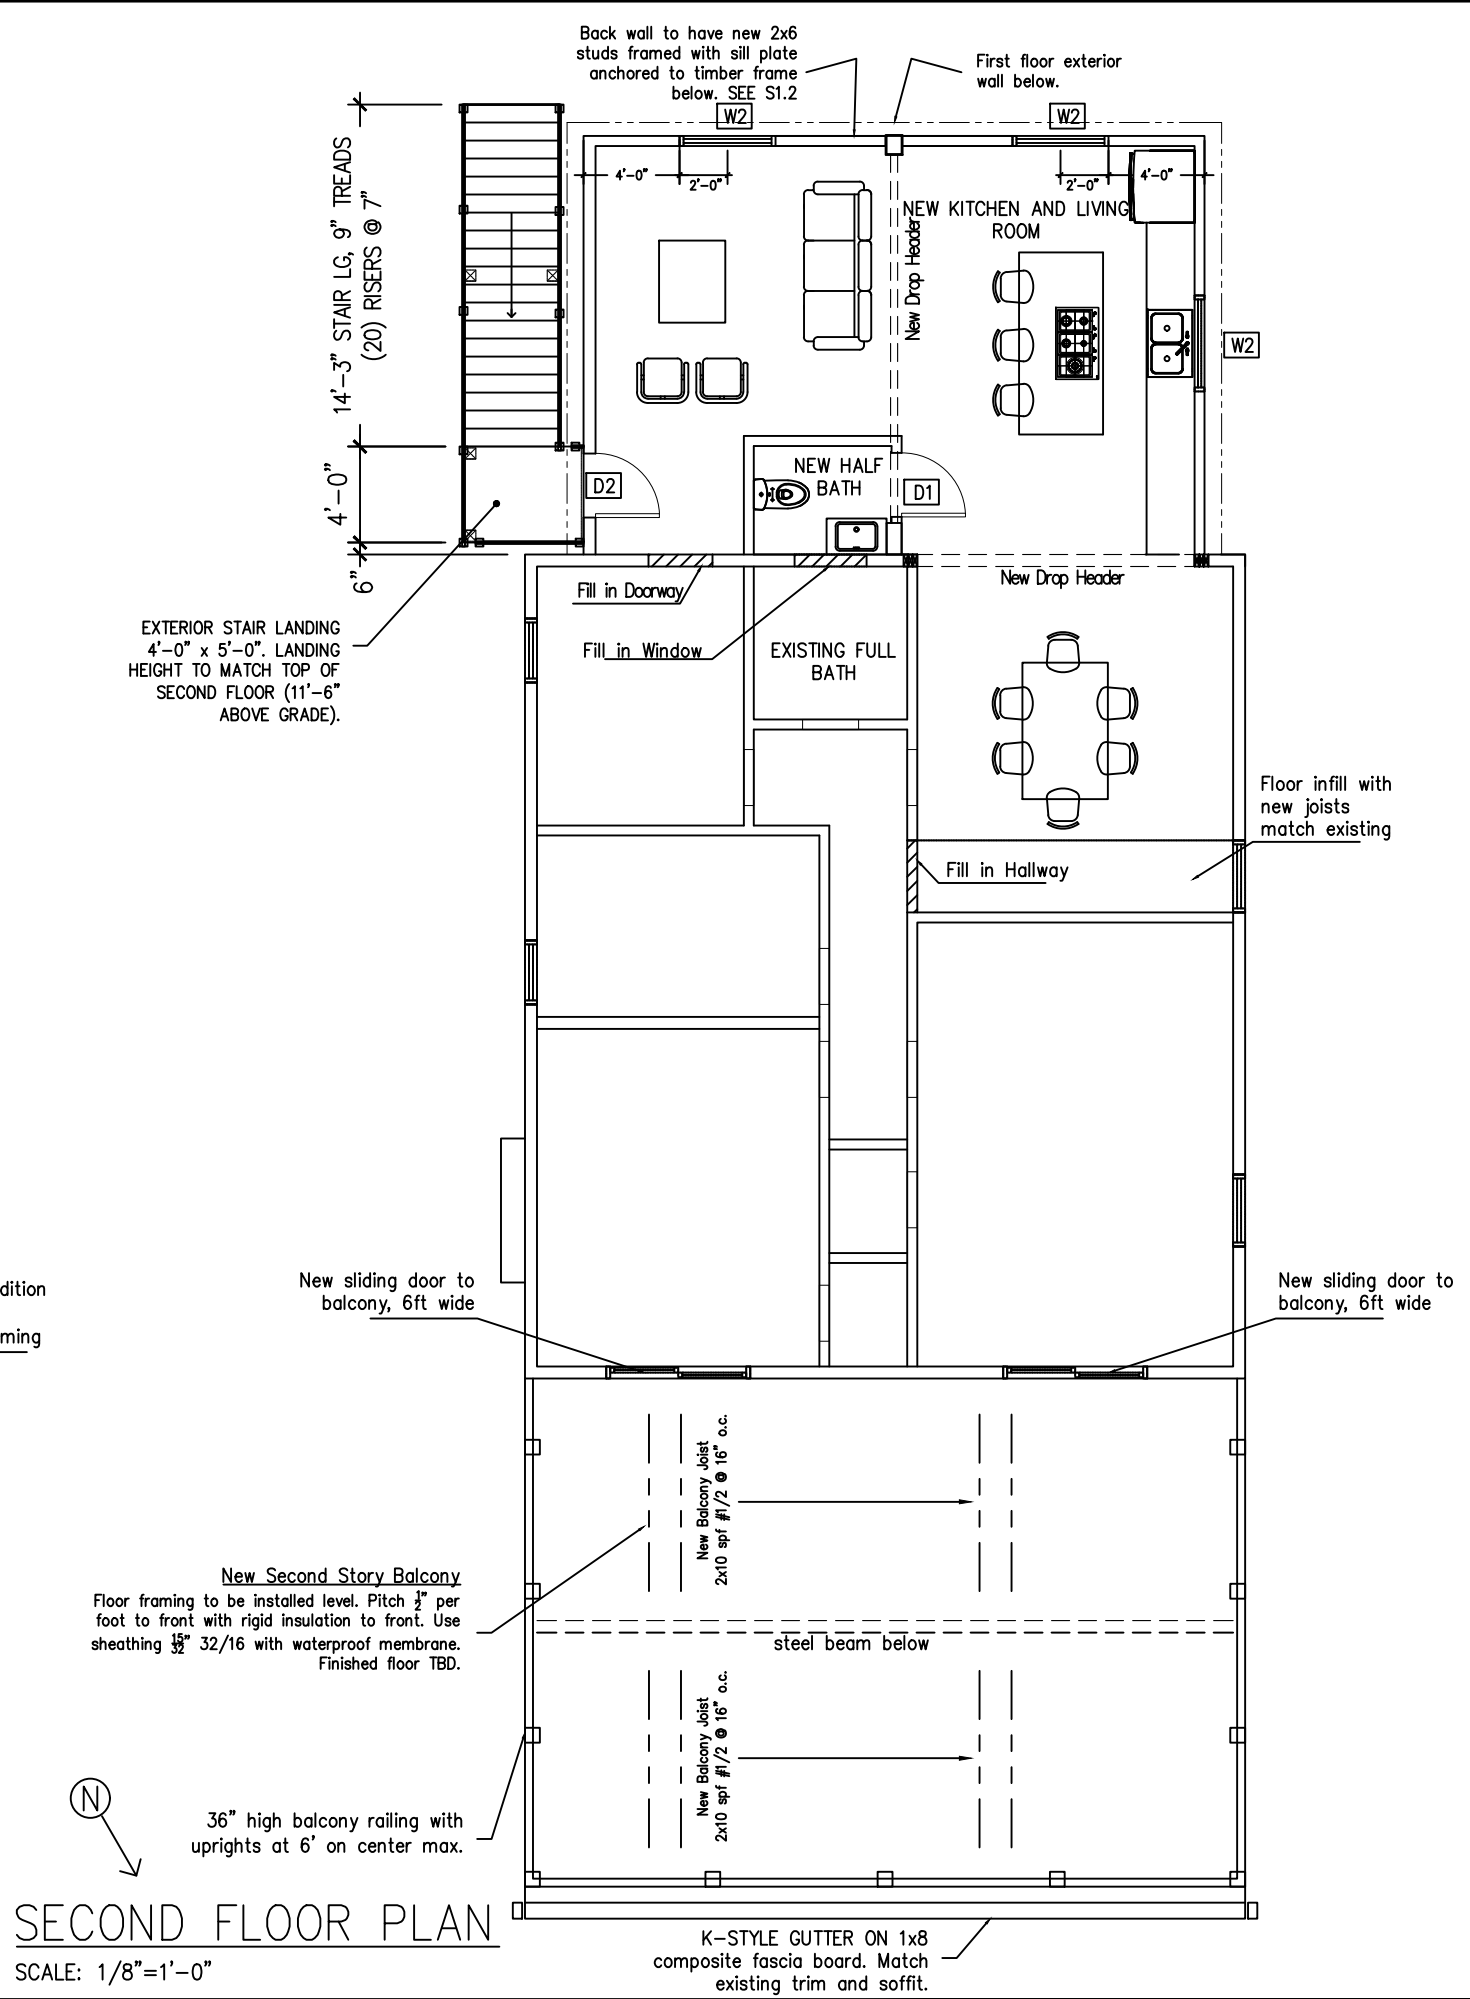 Back wall to have new 2x6
studs framed with sill plate
anchored to timber frame
below. SEE S1.2
First floor exterior
wall below.
W2
W2
4'-0"
2'-0"
2'-0"
4'-0"
14'-3" STAIR LG, 9" TREADS
(20) RISERS @ 7"
4'-0"
6"
NEW KITCHEN AND LIVING
ROOM
New Drop Header
W2
D2
NEW HALF
BATH
D1
New Drop Header
Fill in Doorway
Fill in Window
EXISTING FULL
BATH
EXTERIOR STAIR LANDING
4'-0" x 5'-0". LANDING
HEIGHT TO MATCH TOP OF
SECOND FLOOR (11'-6"
ABOVE GRADE).
Floor infill with
new joists
match existing
Fill in Hallway
dition
ming
New sliding door to
balcony, 6ft wide
New sliding door to
balcony, 6ft wide
New Balcony Joist
2x10 spf #1/2 @ 16" o.c.
New Second Story Balcony
Floor framing to be installed level. Pitch 1/2" per
foot to front with rigid insulation to front. Use
sheathing 15/32" 32/16 with waterproof membrane.
Finished floor TBD.
steel beam below
New Balcony Joist
2x10 spf #1/2 @ 16" o.c.
36" high balcony railing with
uprights at 6' on center max.
N
SECOND FLOOR PLAN
SCALE: 1/8"=1'-0"
K-STYLE GUTTER ON 1x8
composite fascia board. Match
existing trim and soffit.